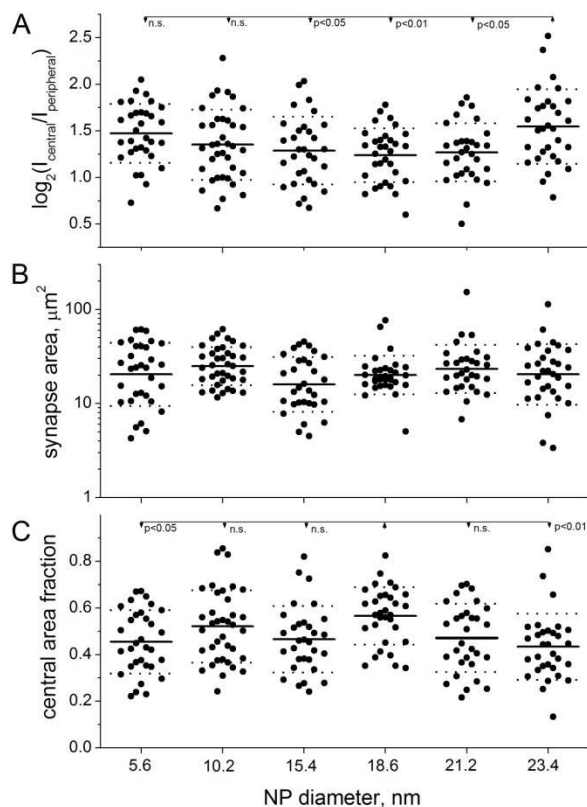 A
n.s. n.s. p<0.05 p<0.01 p<0.05
log2(Icentral/Iperipheral)
2.5
2.0
1.5
1.0
0.5
B
synapse area, μm2
100
10
1
C
p<0.05 n.s. n.s. n.s. p<0.01
central area fraction
0.8
0.6
0.4
0.2
0.0
5.6 10.2 15.4 18.6 21.2 23.4
NP diameter, nm